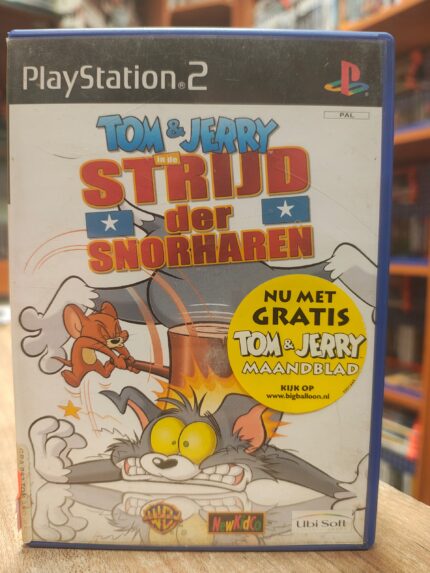 PlayStation.2
PAL
TOM & JERRY
in de
STRIJD
der
SNORHAREN
NU MET
GRATIS
TOM & JERRY
MAANDBLAD
KIJK OP
www.bigballoon.nl
WB
NewKidCo
Ubi Soft